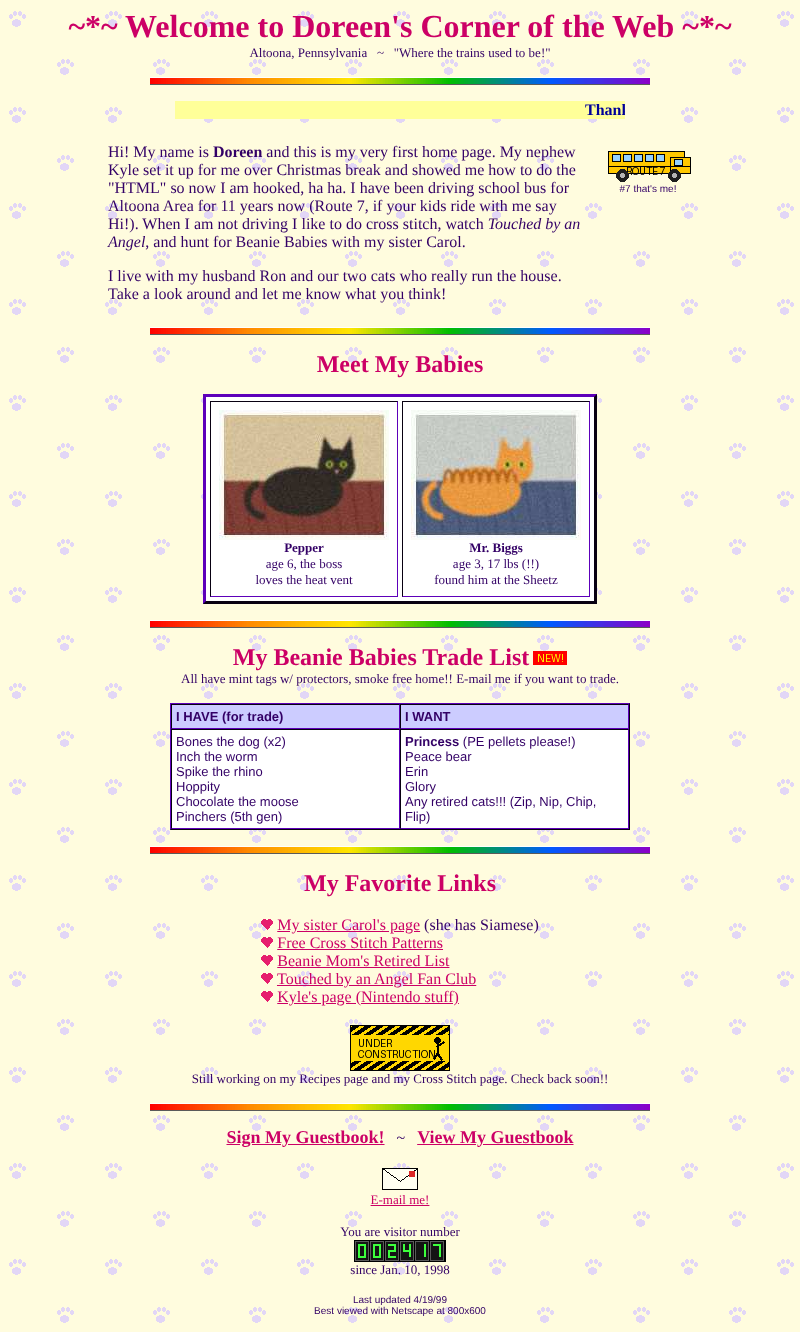 ~*~ Welcome to Doreen's Corner of the Web ~*~
Altoona, Pennsylvania ~ "Where the trains used to be!"
Hi! My name is Doreen and this is my very first home page. My nephew
Kyle set it up for me over Christmas break and showed me how to do the
"HTML" so now I am hooked, ha ha. I have been driving school bus for
Altoona Area for 11 years now (Route 7, if your kids ride with me say
Hi!). When I am not driving I like to do cross stitch, watch Touched by an
Angel, and hunt for Beanie Babies with my sister Carol.
ROUTE 7
#7 that's me!
I live with my husband Ron and our two cats who really run the house.
Take a look around and let me know what you think!
Meet My Babies
Pepper
age 6, the boss
loves the heat vent
Mr. Biggs
age 3, 17 lbs (!!)
found him at the Sheetz
My Beanie Babies Trade List NEW!
All have mint tags w/ protectors, smoke free home!! E-mail me if you want to trade.
I HAVE (for trade)
Bones the dog (x2)
Inch the worm
Spike the rhino
Hoppity
Chocolate the moose
Pinchers (5th gen)
I WANT
Princess (PE pellets please!)
Peace bear
Erin
Glory
Any retired cats!!! (Zip, Nip, Chip,
Flip)
My Favorite Links
My sister Carol's page (she has Siamese)
Free Cross Stitch Patterns
Beanie Mom's Retired List
Touched by an Angel Fan Club
Kyle's page (Nintendo stuff)
UNDER
CONSTRUCTION
Still working on my Recipes page and my Cross Stitch page. Check back soon!!
Sign My Guestbook! ~ View My Guestbook
E-mail me!
You are visitor number
002417
since Jan. 10, 1998
Last updated 4/19/99
Best viewed with Netscape at 800x600